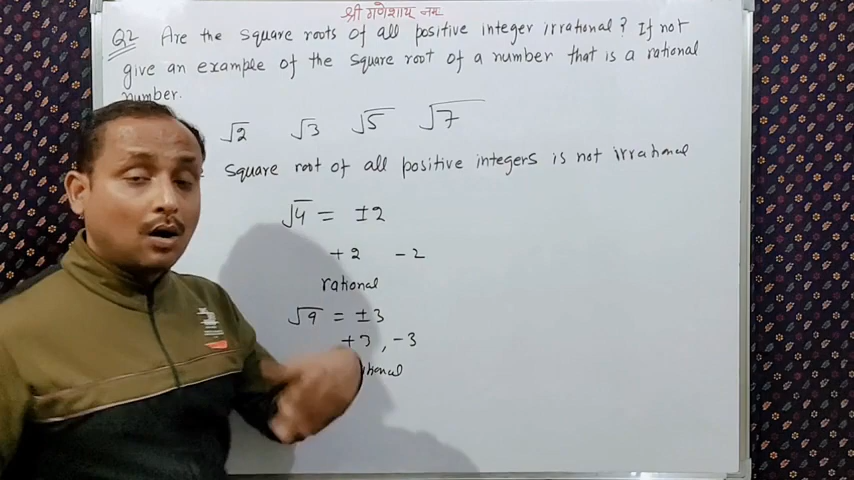 श्री गणेशाय नमः
Q2 Are the square roots of all positive integer irrational? If not
give an example of the square root of a number that is a rational
number.
√2 √3 √5 √7
square root of all positive integers is not irrational
√4 = ±2
+2 -2
rational
√9 = ±3
+3, -3